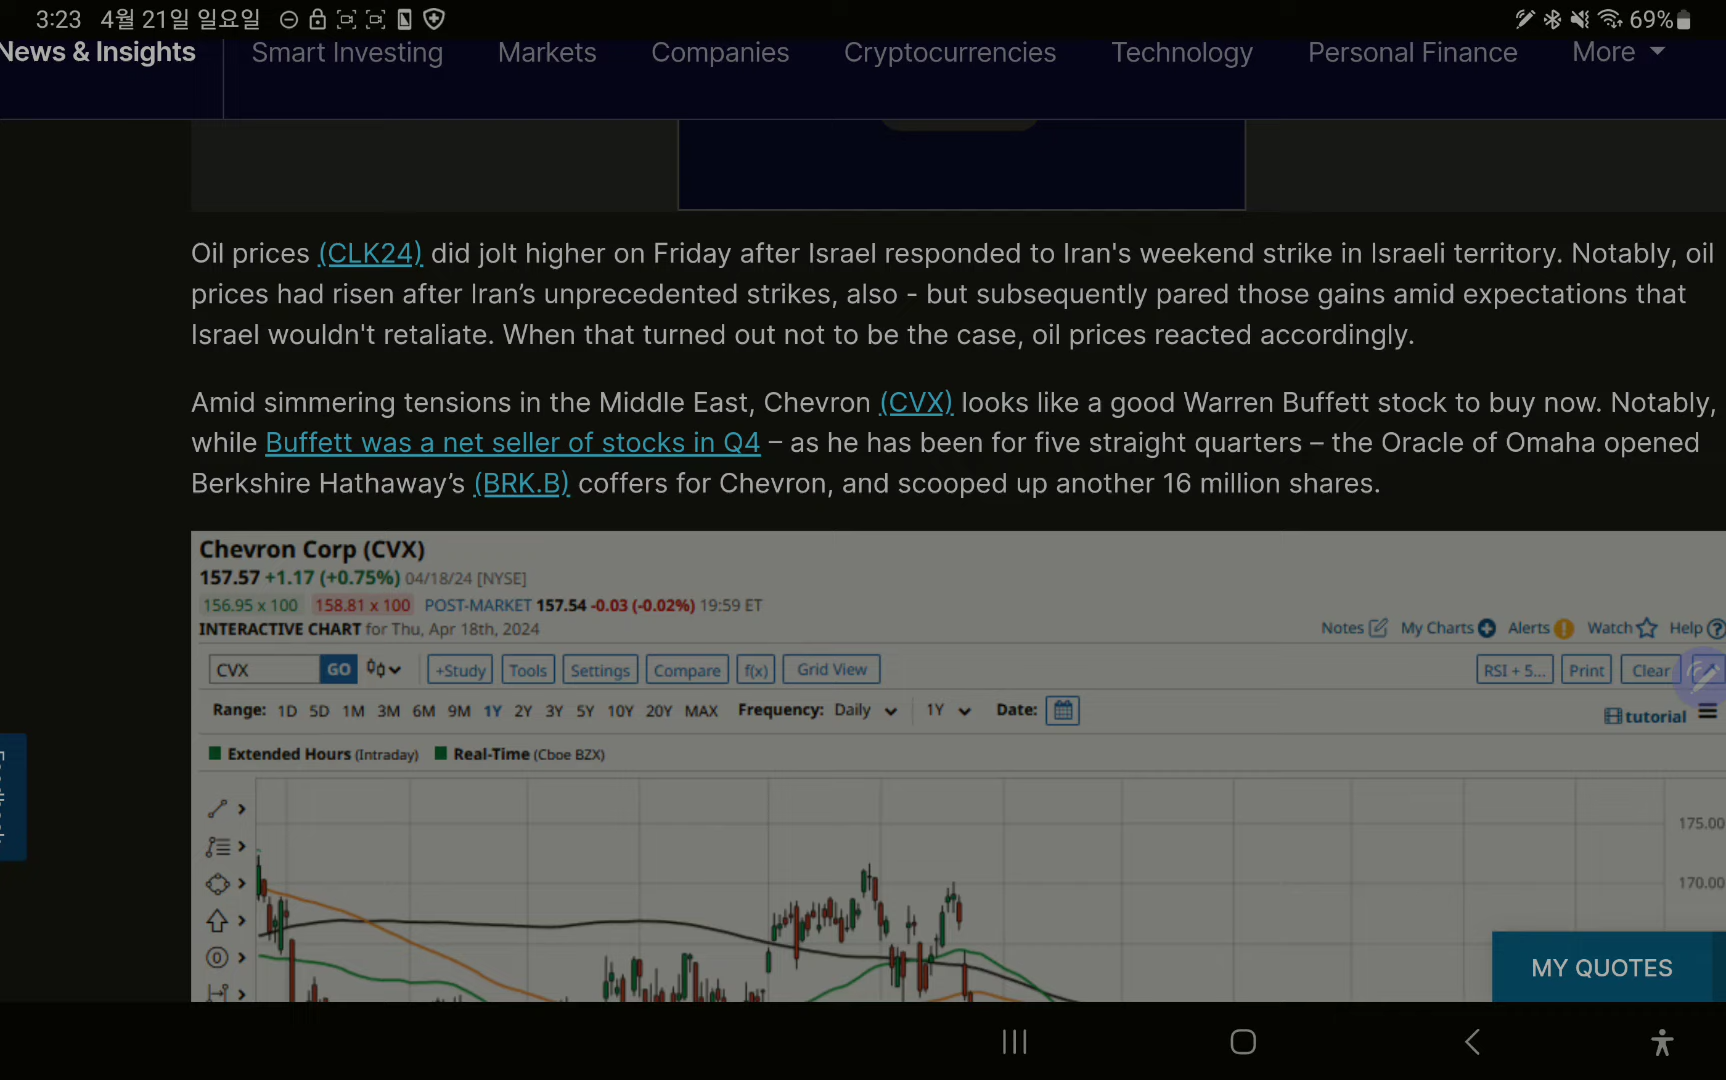 3:23 4월 21일 일요일
69%
News & Insights
Smart Investing
Markets
Companies
Cryptocurrencies
Technology
Personal Finance
More
Oil prices (CLK24) did jolt higher on Friday after Israel responded to Iran's weekend strike in Israeli territory. Notably, oil
prices had risen after Iran’s unprecedented strikes, also - but subsequently pared those gains amid expectations that
Israel wouldn't retaliate. When that turned out not to be the case, oil prices reacted accordingly.
Amid simmering tensions in the Middle East, Chevron (CVX) looks like a good Warren Buffett stock to buy now. Notably,
while Buffett was a net seller of stocks in Q4 – as he has been for five straight quarters – the Oracle of Omaha opened
Berkshire Hathaway’s (BRK.B) coffers for Chevron, and scooped up another 16 million shares.
Chevron Corp (CVX)
157.57 +1.17 (+0.75%) 04/18/24 [NYSE]
156.95 x 100 158.81 x 100 POST-MARKET 157.54 -0.03 (-0.02%) 19:59 ET
INTERACTIVE CHART for Thu, Apr 18th, 2024
Notes My Charts Alerts Watch Help
CVX GO +Study Tools Settings Compare f(x) Grid View RSI + 5... Print Clear
Range: 1D 5D 1M 3M 6M 9M 1Y 2Y 3Y 5Y 10Y 20Y MAX Frequency: Daily 1Y Date:
tutorial
Extended Hours (Intraday) Real-Time (Cboe BZX)
175.00
170.00
MY QUOTES